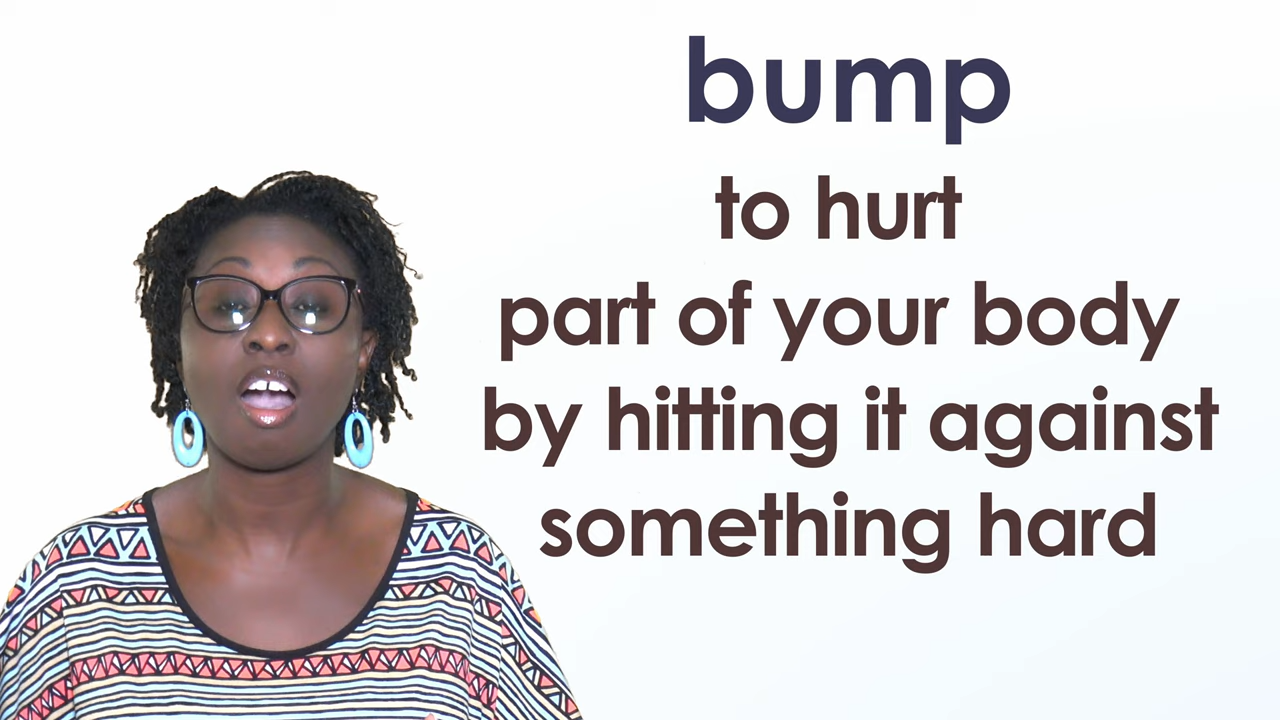 bump
to hurt
part of your body
by hitting it against
something hard